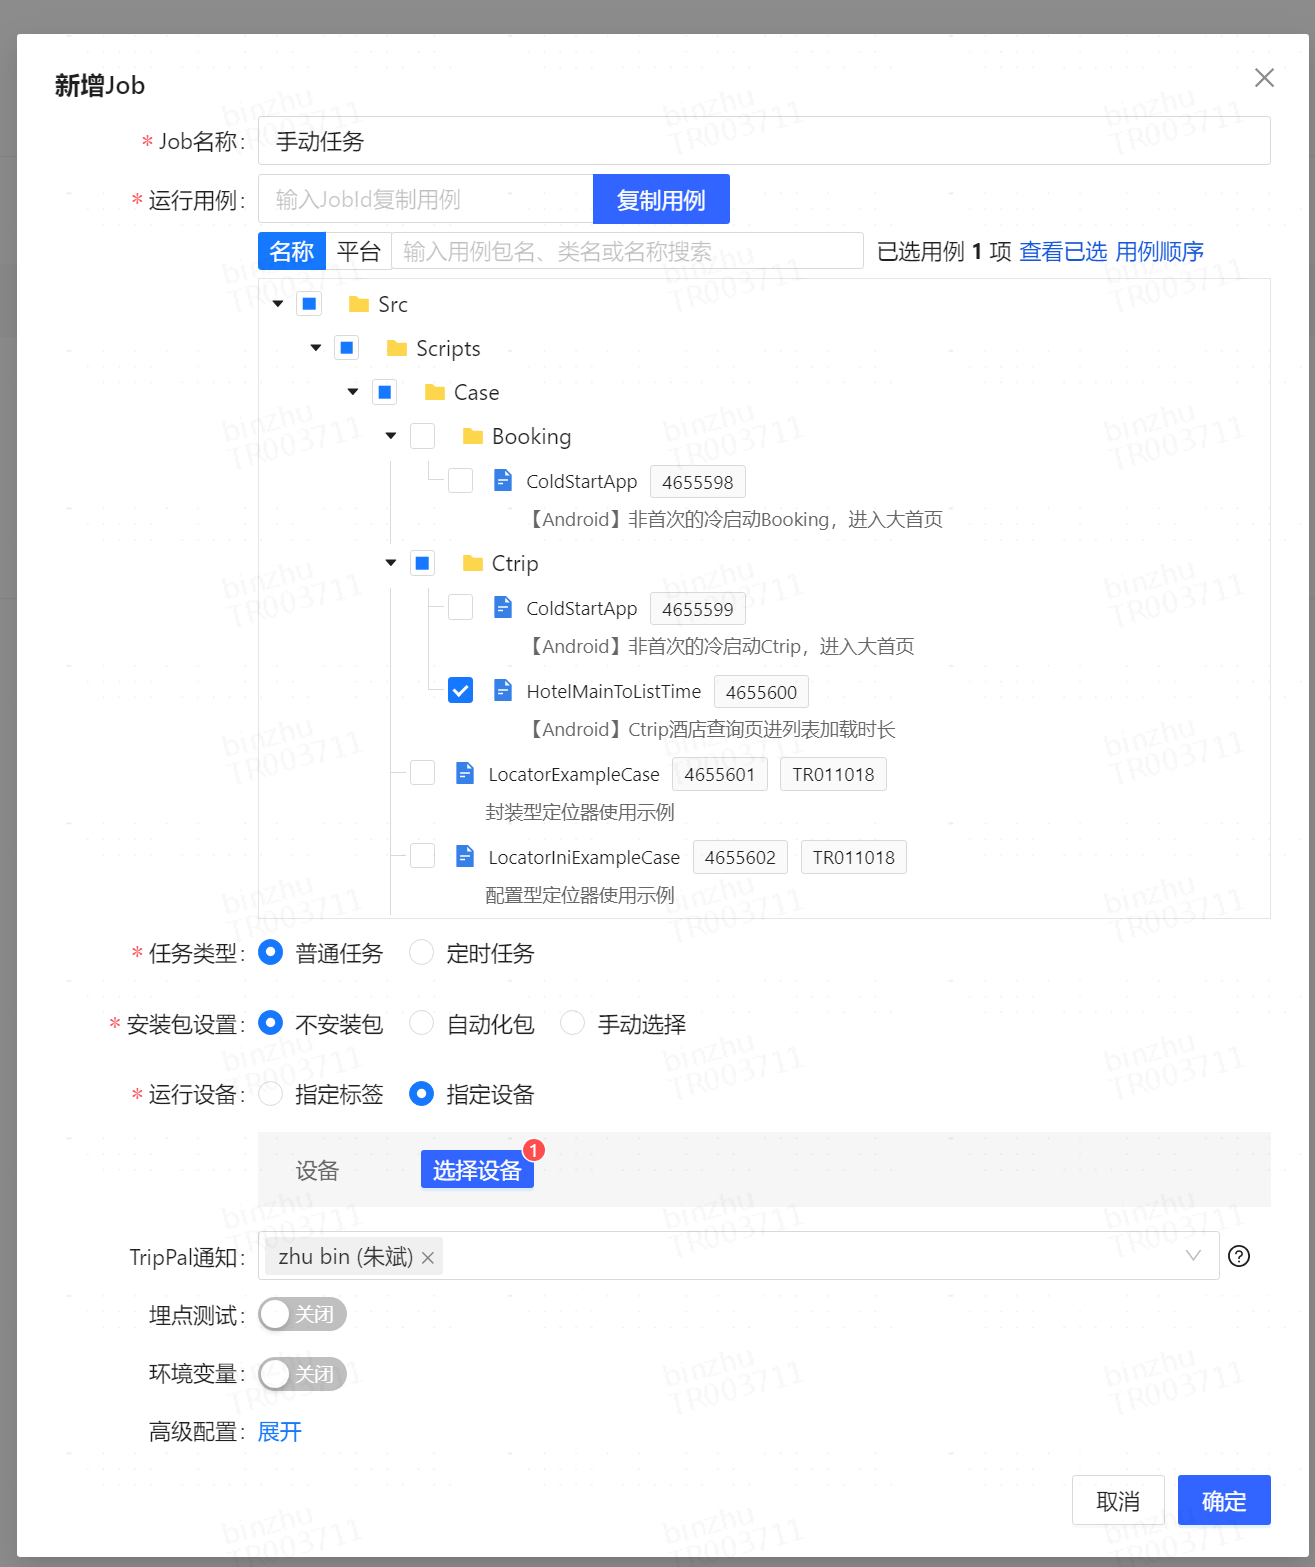 新增Job
* Job名称: 手动任务
* 运行用例: 输入JobId复制用例 复制用例
名称 平台 输入用例包名、类名或名称搜索 已选用例 1 项 查看已选 用例顺序
Src
Scripts
Case
Booking
ColdStartApp 4655598
【Android】非首次的冷启动Booking，进入大首页
Ctrip
ColdStartApp 4655599
【Android】非首次的冷启动Ctrip，进入大首页
HotelMainToListTime 4655600
【Android】Ctrip酒店查询页进列表加载时长
LocatorExampleCase 4655601 TR011018
封装型定位器使用示例
LocatorIniExampleCase 4655602 TR011018
配置型定位器使用示例
* 任务类型: 普通任务 定时任务
* 安装包设置: 不安装包 自动化包 手动选择
* 运行设备: 指定标签 指定设备
设备 选择设备 1
TripPal通知: zhu bin (朱斌)
埋点测试: 关闭
环境变量: 关闭
高级配置: 展开
取消 确定
binzhu
TR003711